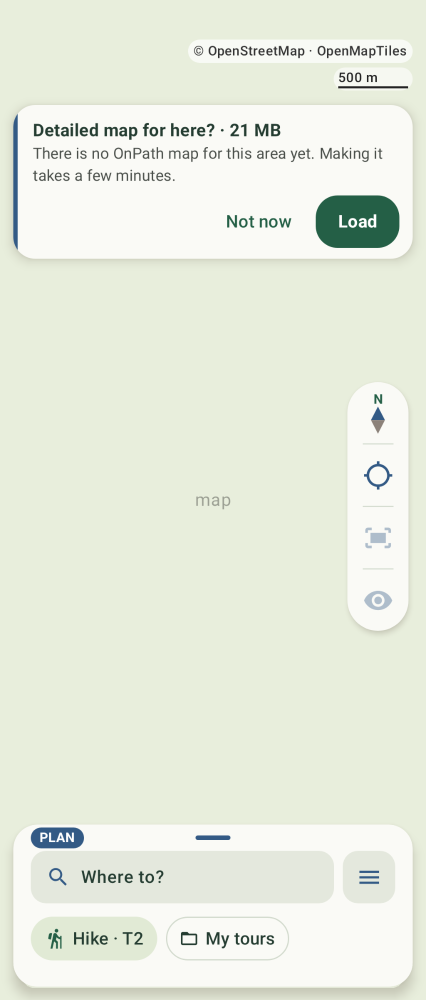 © OpenStreetMap · OpenMapTiles
500 m
Detailed map for here? · 21 MB
There is no OnPath map for this area yet. Making it
takes a few minutes.
Not now
Load
N
map
PLAN
Where to?
Hike · T2
My tours